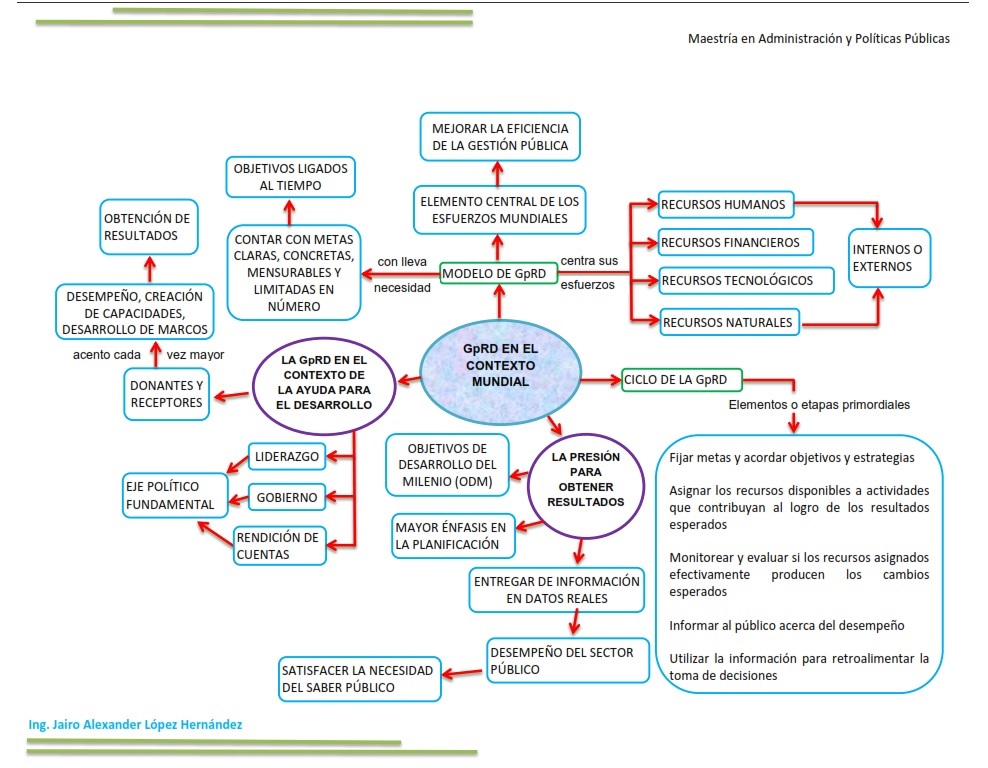 Maestría en Administración y Políticas Públicas
MEJORAR LA EFICIENCIA
DE LA GESTIÓN PÚBLICA
OBJETIVOS LIGADOS
AL TIEMPO
ELEMENTO CENTRAL DE LOS
ESFUERZOS MUNDIALES
RECURSOS HUMANOS
OBTENCIÓN DE
RESULTADOS
CONTAR CON METAS
CLARAS, CONCRETAS,
MENSURABLES Y
LIMITADAS EN
NÚMERO
con lleva
necesidad
MODELO DE GpRD
centra sus
esfuerzos
RECURSOS FINANCIEROS
RECURSOS TECNOLÓGICOS
RECURSOS NATURALES
INTERNOS O
EXTERNOS
DESEMPEÑO, CREACIÓN
DE CAPACIDADES,
DESARROLLO DE MARCOS
acento cada
vez mayor
DONANTES Y
RECEPTORES
LA GpRD EN EL
CONTEXTO DE
LA AYUDA PARA
EL DESARROLLO
GpRD EN EL
CONTEXTO
MUNDIAL
CICLO DE LA GpRD
Elementos o etapas primordiales
LIDERAZGO
GOBIERNO
RENDICIÓN DE
CUENTAS
EJE POLÍTICO
FUNDAMENTAL
OBJETIVOS DE
DESARROLLO DEL
MILENIO (ODM)
LA PRESIÓN
PARA
OBTENER
RESULTADOS
MAYOR ÉNFASIS EN
LA PLANIFICACIÓN
ENTREGAR DE INFORMACIÓN
EN DATOS REALES
DESEMPEÑO DEL SECTOR
PÚBLICO
SATISFACER LA NECESIDAD
DEL SABER PÚBLICO
Fijar metas y acordar objetivos y estrategias
Asignar los recursos disponibles a actividades
que contribuyan al logro de los resultados
esperados
Monitorear y evaluar si los recursos asignados
efectivamente producen los cambios
esperados
Informar al público acerca del desempeño
Utilizar la información para retroalimentar la
toma de decisiones
Ing. Jairo Alexander López Hernández